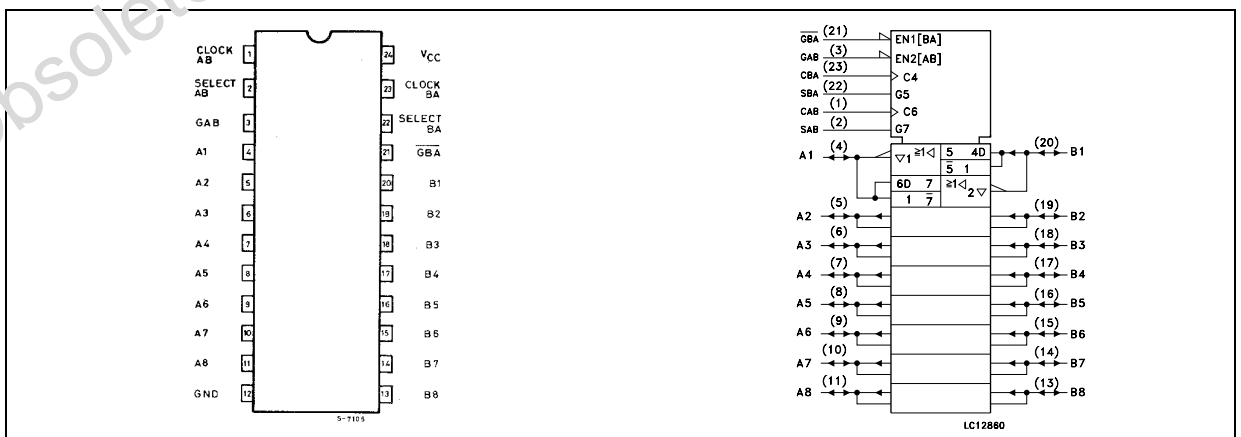 obsolete
CLOCK AB 1
SELECT AB 2
GAB 3
A1 4
A2 5
A3 6
A4 7
A5 8
A6 9
A7 10
A8 11
GND 12
24 VCC
23 CLOCK BA
22 SELECT BA
21 G̅B̅A̅
20 B1
19 B2
18 B3
17 B4
16 B5
15 B6
14 B7
13 B8
S-7105
G̅B̅A̅ (21) EN1[BA]
GAB (3) EN2[AB]
CBA (23) C4
SBA (22) G5
CAB (1) C6
SAB (2) G7
A1 (4) ▽1 ≥1◁ 5 4D (20) B1
5̅ 1
6D 7 ≥1◁ 2▽
1 7̅
A2 (5) (19) B2
A3 (6) (18) B3
A4 (7) (17) B4
A5 (8) (16) B5
A6 (9) (15) B6
A7 (10) (14) B7
A8 (11) (13) B8
LC12860